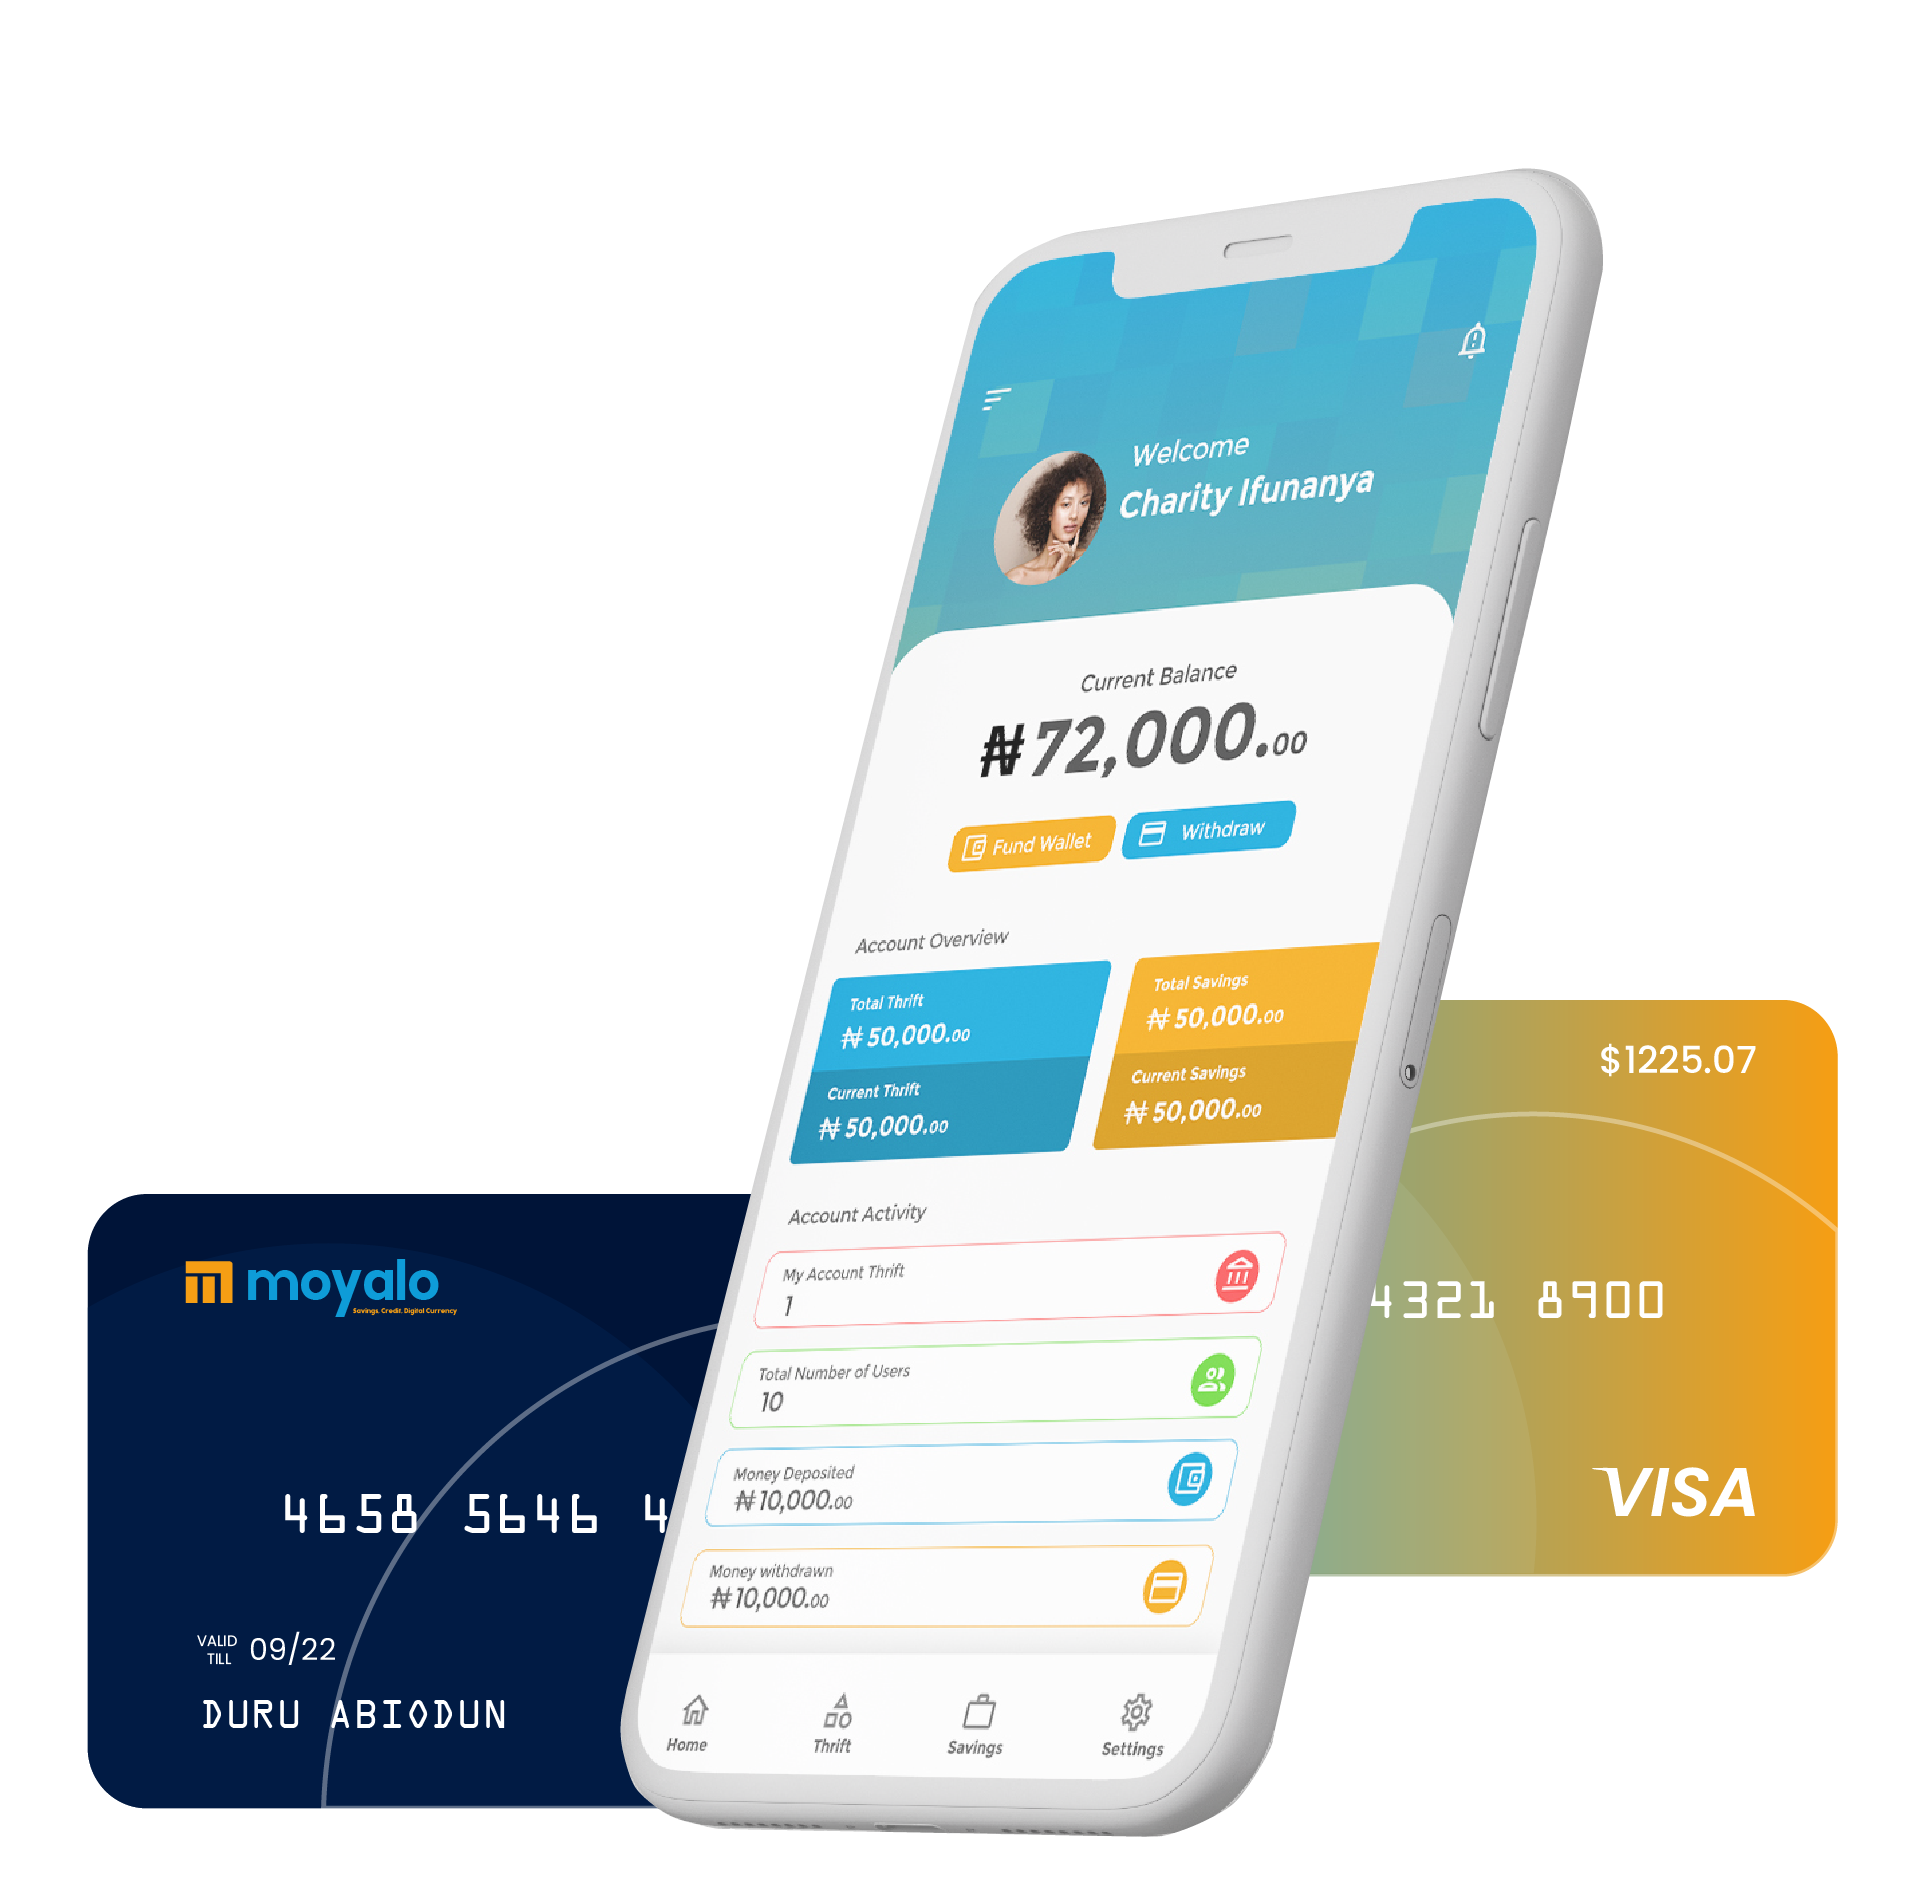 Welcome
Charity Ifunanya
Current Balance
₦72,000.00
Fund Wallet
Withdraw
Account Overview
Total Thrift
₦50,000.00
Current Thrift
₦50,000.00
Total Savings
₦50,000.00
Current Savings
₦50,000.00
Account Activity
My Account Thrift
1
Total Number of Users
10
Money Deposited
₦10,000.00
Money withdrawn
₦10,000.00
Home
Thrift
Savings
Settings
moyalo
Savings. Credit. Digital Currency
4658 5646 4
VALID
TILL
09/22
DURU ABIODUN
$1225.07
4321 8900
VISA